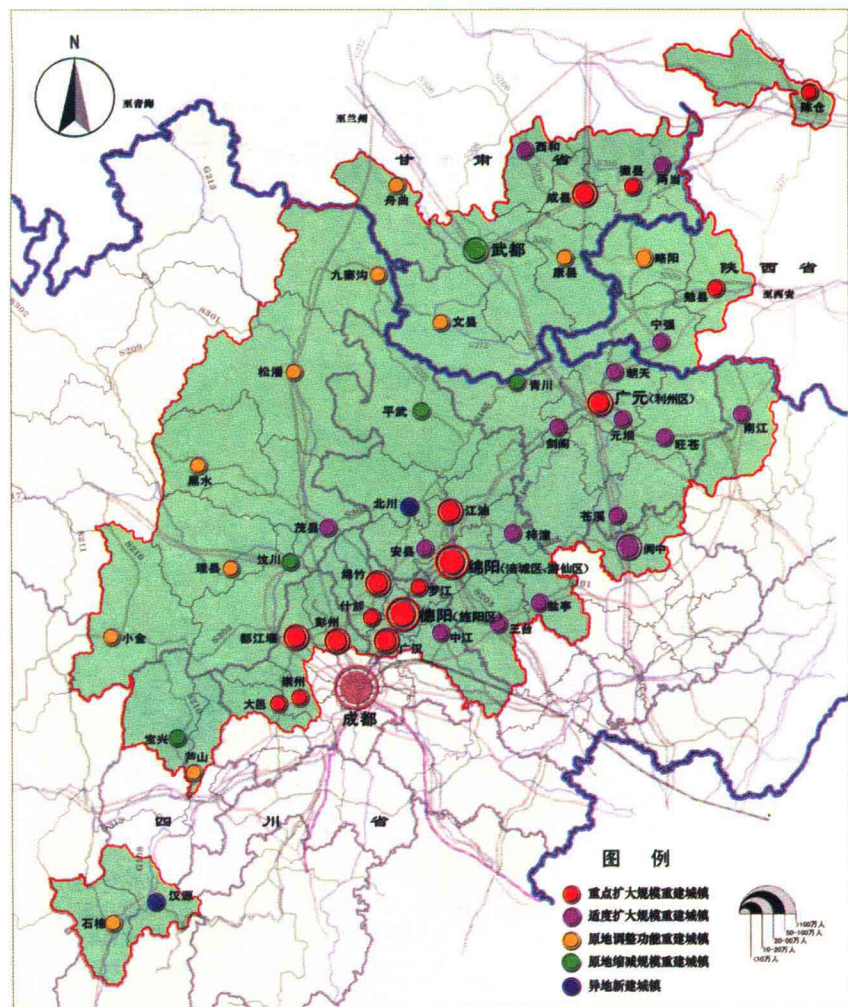 N
至青海
至兰州
G212
S206
陈仓
甘肃省
西和
G316
成县
徽县
两当
舟曲
G213
武都
康县
略阳
陕西省
九寨沟
勉县
至西安
文县
宁强
S302
S301
S209
松潘
青川
朝天
平武
广元(利州区)
剑阁
元坝
旺苍
南江
黑水
北川
江油
苍溪
茂县
梓潼
S211
S210
汶川
安县
阆中
理县
绵竹
绵阳(涪城区、游仙区)
罗江
什邡
德阳(旌阳区)
盐亭
小金
都江堰
彭州
广汉
中江
三台
大邑
崇州
成都
宝兴
芦山
四川省
G108
汉源
石棉
图例
重点扩大规模重建城镇
适度扩大规模重建城镇
原地调整功能重建城镇
原地缩减规模重建城镇
异地新建城镇
>100万人
50-100万人
20-50万人
10-20万人
<10万人